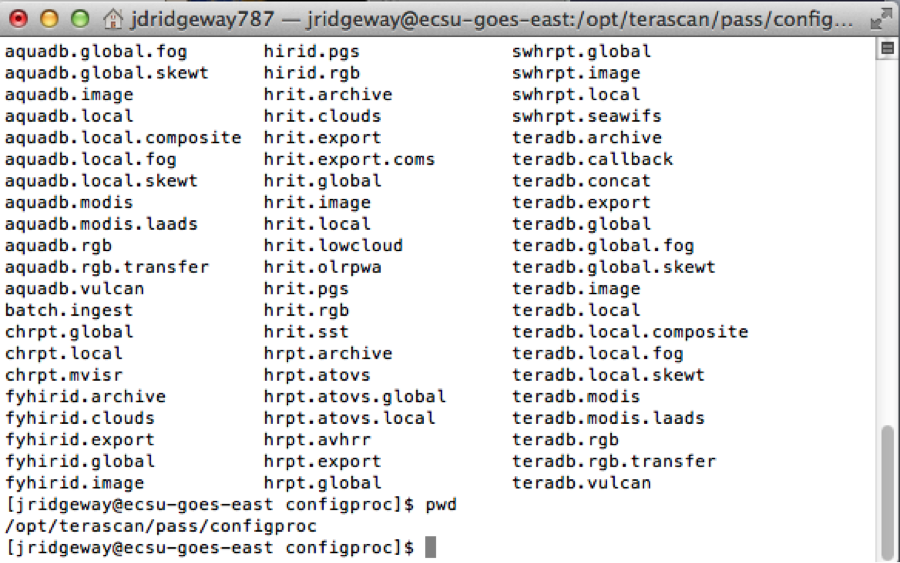 jdridgeway787 — jridgeway@ecsu-goes-east:/opt/terascan/pass/config...
aquadb.global.fog hirid.pgs swhrpt.global
aquadb.global.skewt hirid.rgb swhrpt.image
aquadb.image hrit.archive swhrpt.local
aquadb.local hrit.clouds swhrpt.seawifs
aquadb.local.composite hrit.export teradb.archive
aquadb.local.fog hrit.export.coms teradb.callback
aquadb.local.skewt hrit.global teradb.concat
aquadb.modis hrit.image teradb.export
aquadb.modis.laads hrit.local teradb.global
aquadb.rgb hrit.lowcloud teradb.global.fog
aquadb.rgb.transfer hrit.olrpwa teradb.global.skewt
aquadb.vulcan hrit.pgs teradb.image
batch.ingest hrit.rgb teradb.local
chrpt.global hrit.sst teradb.local.composite
chrpt.local hrpt.archive teradb.local.fog
chrpt.mvisr hrpt.atovs teradb.local.skewt
fyhirid.archive hrpt.atovs.global teradb.modis
fyhirid.clouds hrpt.atovs.local teradb.modis.laads
fyhirid.export hrpt.avhrr teradb.rgb
fyhirid.global hrpt.export teradb.rgb.transfer
fyhirid.image hrpt.global teradb.vulcan
[jridgeway@ecsu-goes-east configproc]$ pwd
/opt/terascan/pass/configproc
[jridgeway@ecsu-goes-east configproc]$